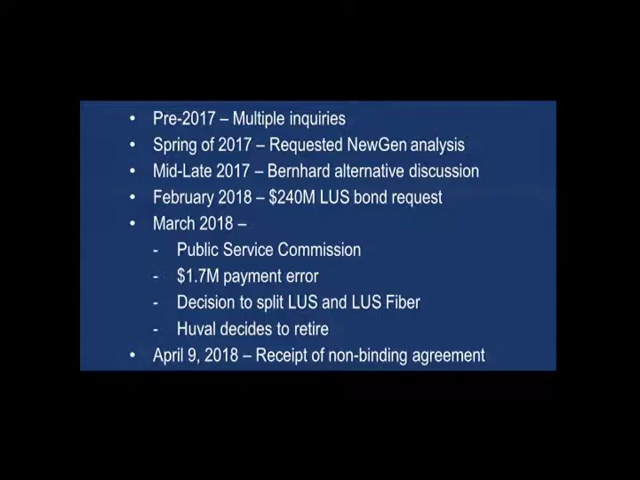 • Pre-2017 – Multiple inquiries
• Spring of 2017 – Requested NewGen analysis
• Mid-Late 2017 – Bernhard alternative discussion
• February 2018 – $240M LUS bond request
• March 2018 –
- Public Service Commission
- $1.7M payment error
- Decision to split LUS and LUS Fiber
- Huval decides to retire
• April 9, 2018 – Receipt of non-binding agreement